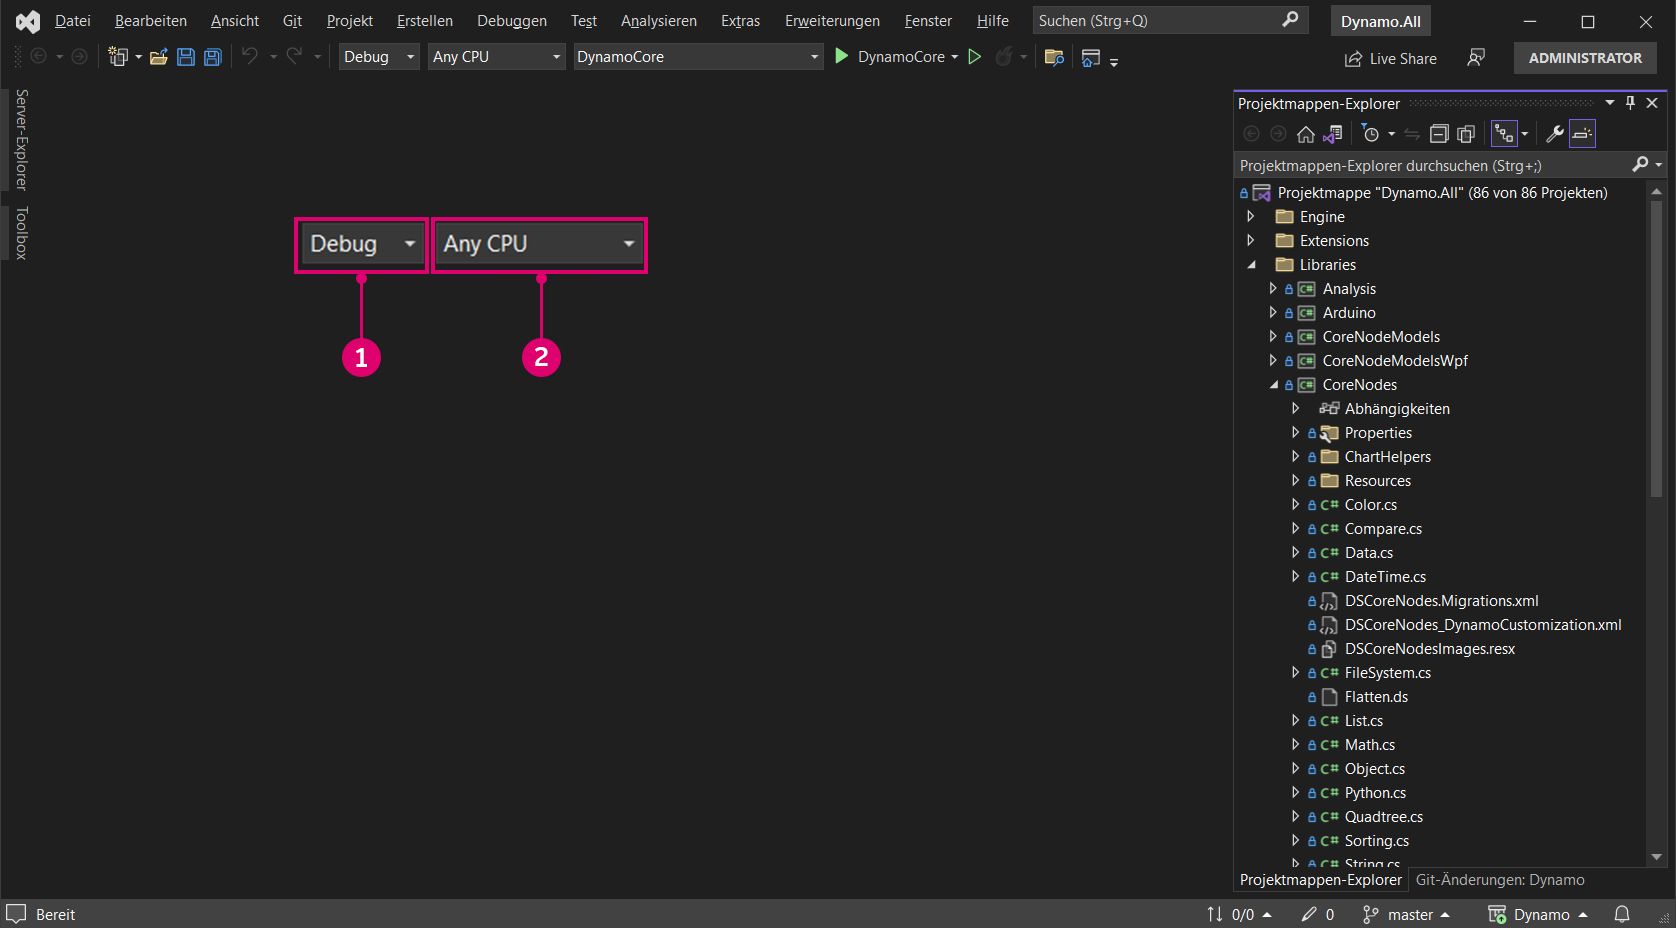 Datei Bearbeiten Ansicht Git Projekt Erstellen Debuggen Test Analysieren Extras Erweiterungen Fenster Hilfe Suchen (Strg+Q) Dynamo.All
Debug Any CPU DynamoCore DynamoCore Live Share ADMINISTRATOR
Server-Explorer
Toolbox
Debug Any CPU
1 2
Projektmappen-Explorer
Projektmappen-Explorer durchsuchen (Strg+;)
Projektmappe "Dynamo.All" (86 von 86 Projekten)
Engine
Extensions
Libraries
C# Analysis
C# Arduino
C# CoreNodeModels
C# CoreNodeModelsWpf
C# CoreNodes
Abhängigkeiten
Properties
ChartHelpers
Resources
C# Color.cs
C# Compare.cs
C# Data.cs
C# DateTime.cs
DSCoreNodes.Migrations.xml
DSCoreNodes_DynamoCustomization.xml
DSCoreNodesImages.resx
C# FileSystem.cs
Flatten.ds
C# List.cs
C# Math.cs
C# Object.cs
C# Python.cs
C# Quadtree.cs
C# Sorting.cs
C# String.cs
Projektmappen-Explorer Git-Änderungen: Dynamo
Bereit 0/0 0 master Dynamo